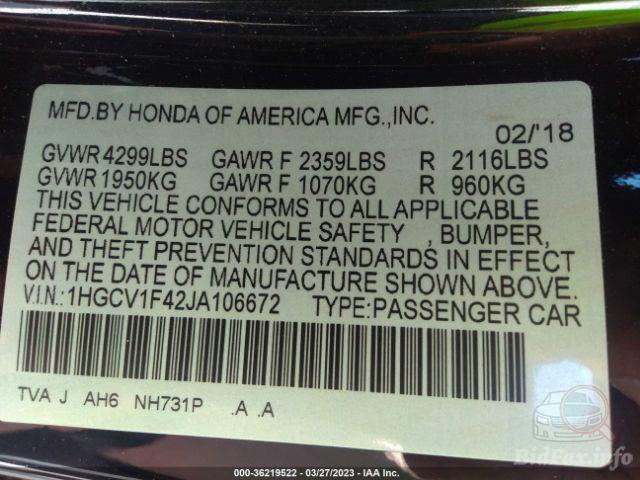 MFD.BY HONDA OF AMERICA MFG.,INC.
02/'18
GVWR 4299LBS GAWR F 2359LBS R 2116LBS
GVWR 1950KG GAWR F 1070KG R 960KG
THIS VEHICLE CONFORMS TO ALL APPLICABLE
FEDERAL MOTOR VEHICLE SAFETY , BUMPER,
AND THEFT PREVENTION STANDARDS IN EFFECT
ON THE DATE OF MANUFACTURE SHOWN ABOVE.
V.I.N.:1HGCV1F42JA106672 TYPE:PASSENGER CAR
TVA J AH6 NH731P .A .A
BidFax.info
000-36219522 - 03/27/2023 - IAA Inc.